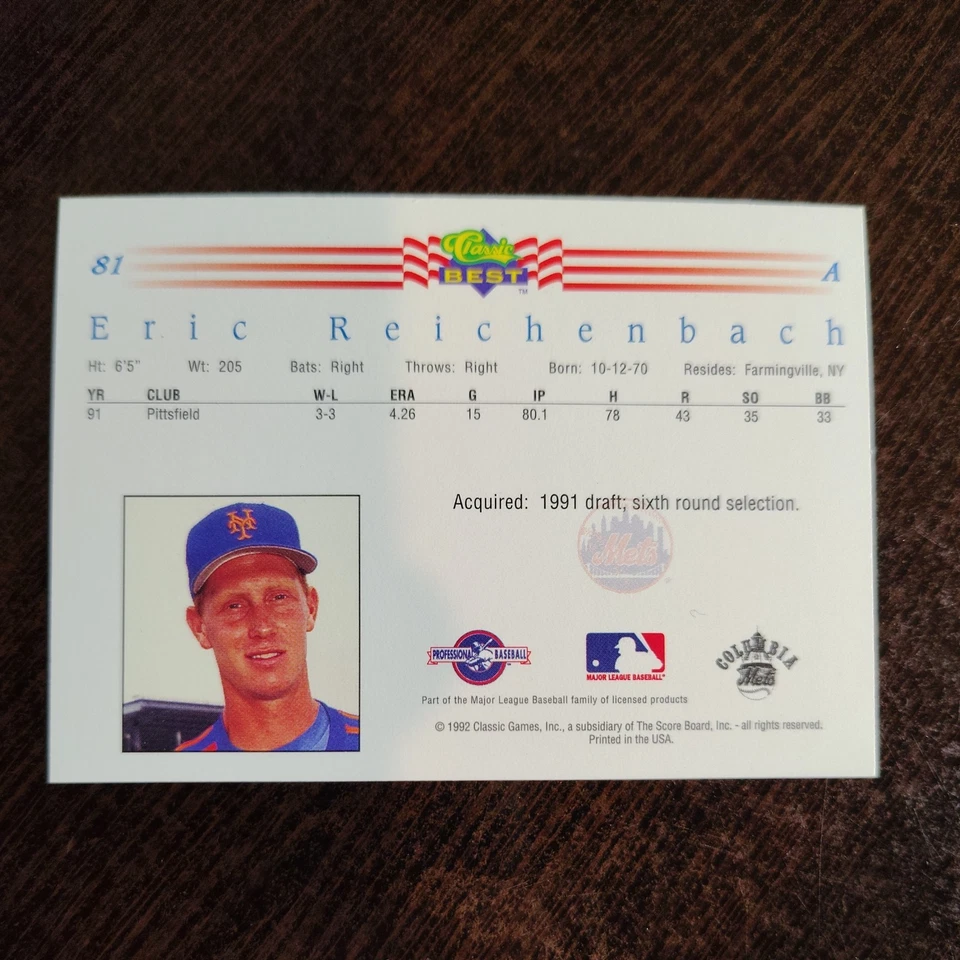 81
Classic
BEST
TM
A
Eric Reichenbach
Ht: 6'5" Wt: 205 Bats: Right Throws: Right Born: 10-12-70 Resides: Farmingville, NY
YR CLUB W-L ERA G IP H R SO BB
91 Pittsfield 3-3 4.26 15 80.1 78 43 35 33
NY
Acquired: 1991 draft; sixth round selection.
Mets
PROFESSIONAL BASEBALL
MAJOR LEAGUE BASEBALL
COLUMBIA
Mets
Part of the Major League Baseball family of licensed products
© 1992 Classic Games, Inc., a subsidiary of The Score Board, Inc. - all rights reserved.
Printed in the USA.